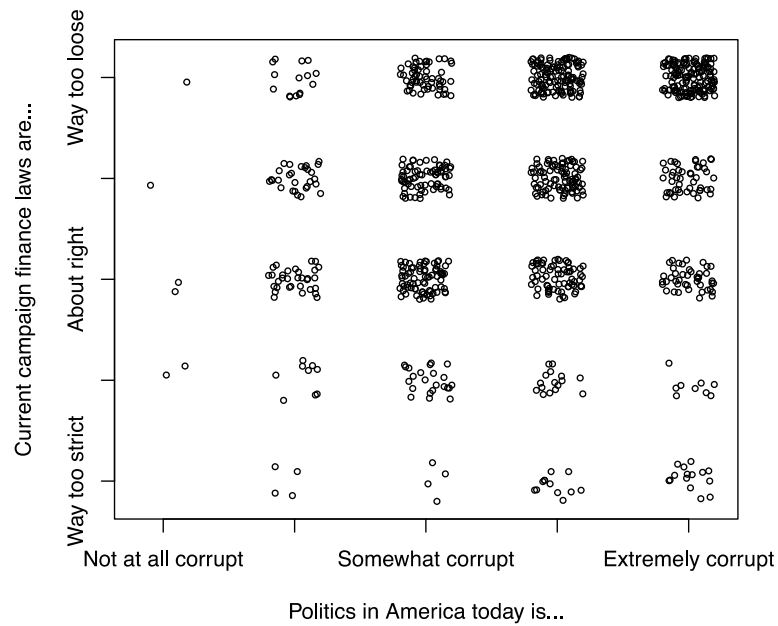 Current campaign finance laws are...
Way too loose
About right
Way too strict
Not at all corrupt
Somewhat corrupt
Extremely corrupt
Politics in America today is...